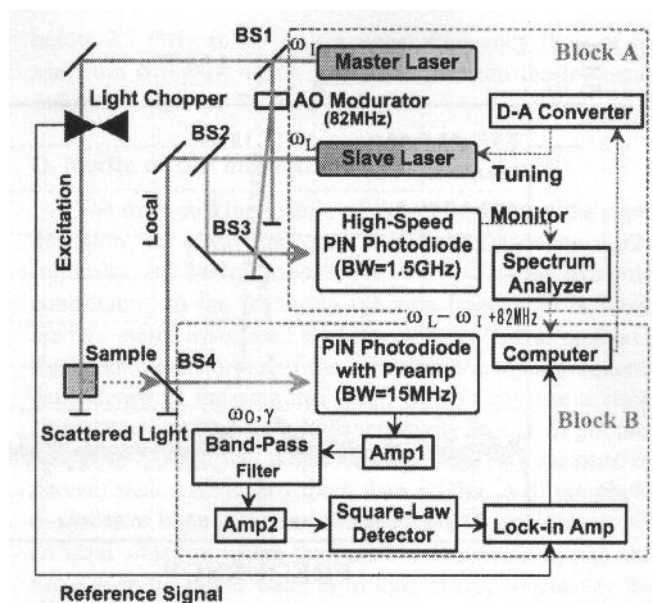 BS1
ω_I
Master Laser
Block A
Light Chopper
AO Modurator
(82MHz)
D-A Converter
BS2
ω_L
Slave Laser
Tuning
Excitation
Local
BS3
High-Speed
PIN Photodiode
(BW=1.5GHz)
Monitor
Spectrum
Analyzer
ω_L − ω_I +82MHz
Sample
BS4
PIN Photodiode
with Preamp
(BW=15MHz)
Computer
Scattered Light
ω_0, γ
Block B
Band-Pass
Filter
Amp1
Amp2
Square-Law
Detector
Lock-in Amp
Reference Signal